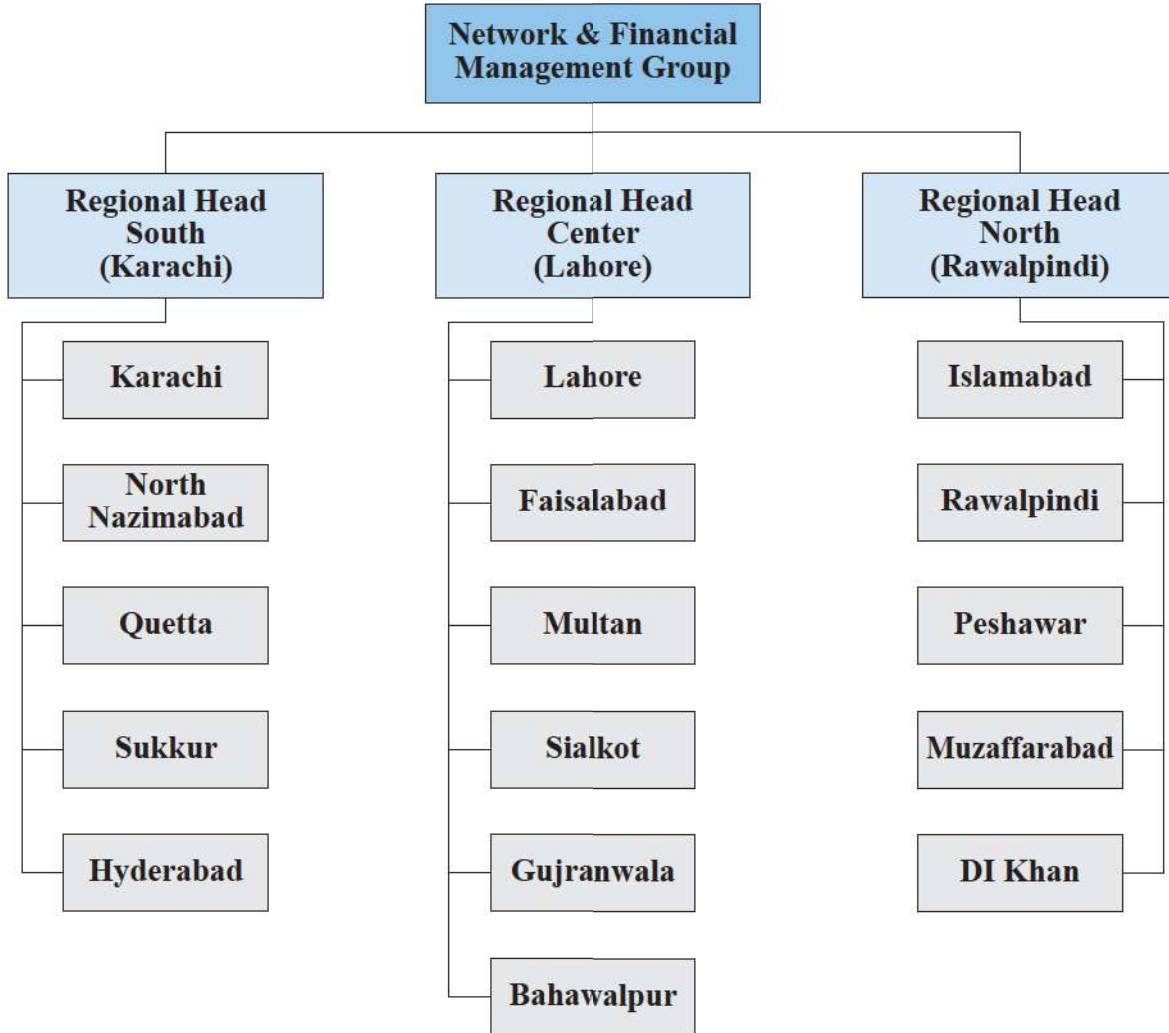 Network & Financial
Management Group
Regional Head
South
(Karachi)
Regional Head
Center
(Lahore)
Regional Head
North
(Rawalpindi)
Karachi
North
Nazimabad
Quetta
Sukkur
Hyderabad
Lahore
Faisalabad
Multan
Sialkot
Gujranwala
Bahawalpur
Islamabad
Rawalpindi
Peshawar
Muzaffarabad
DI Khan